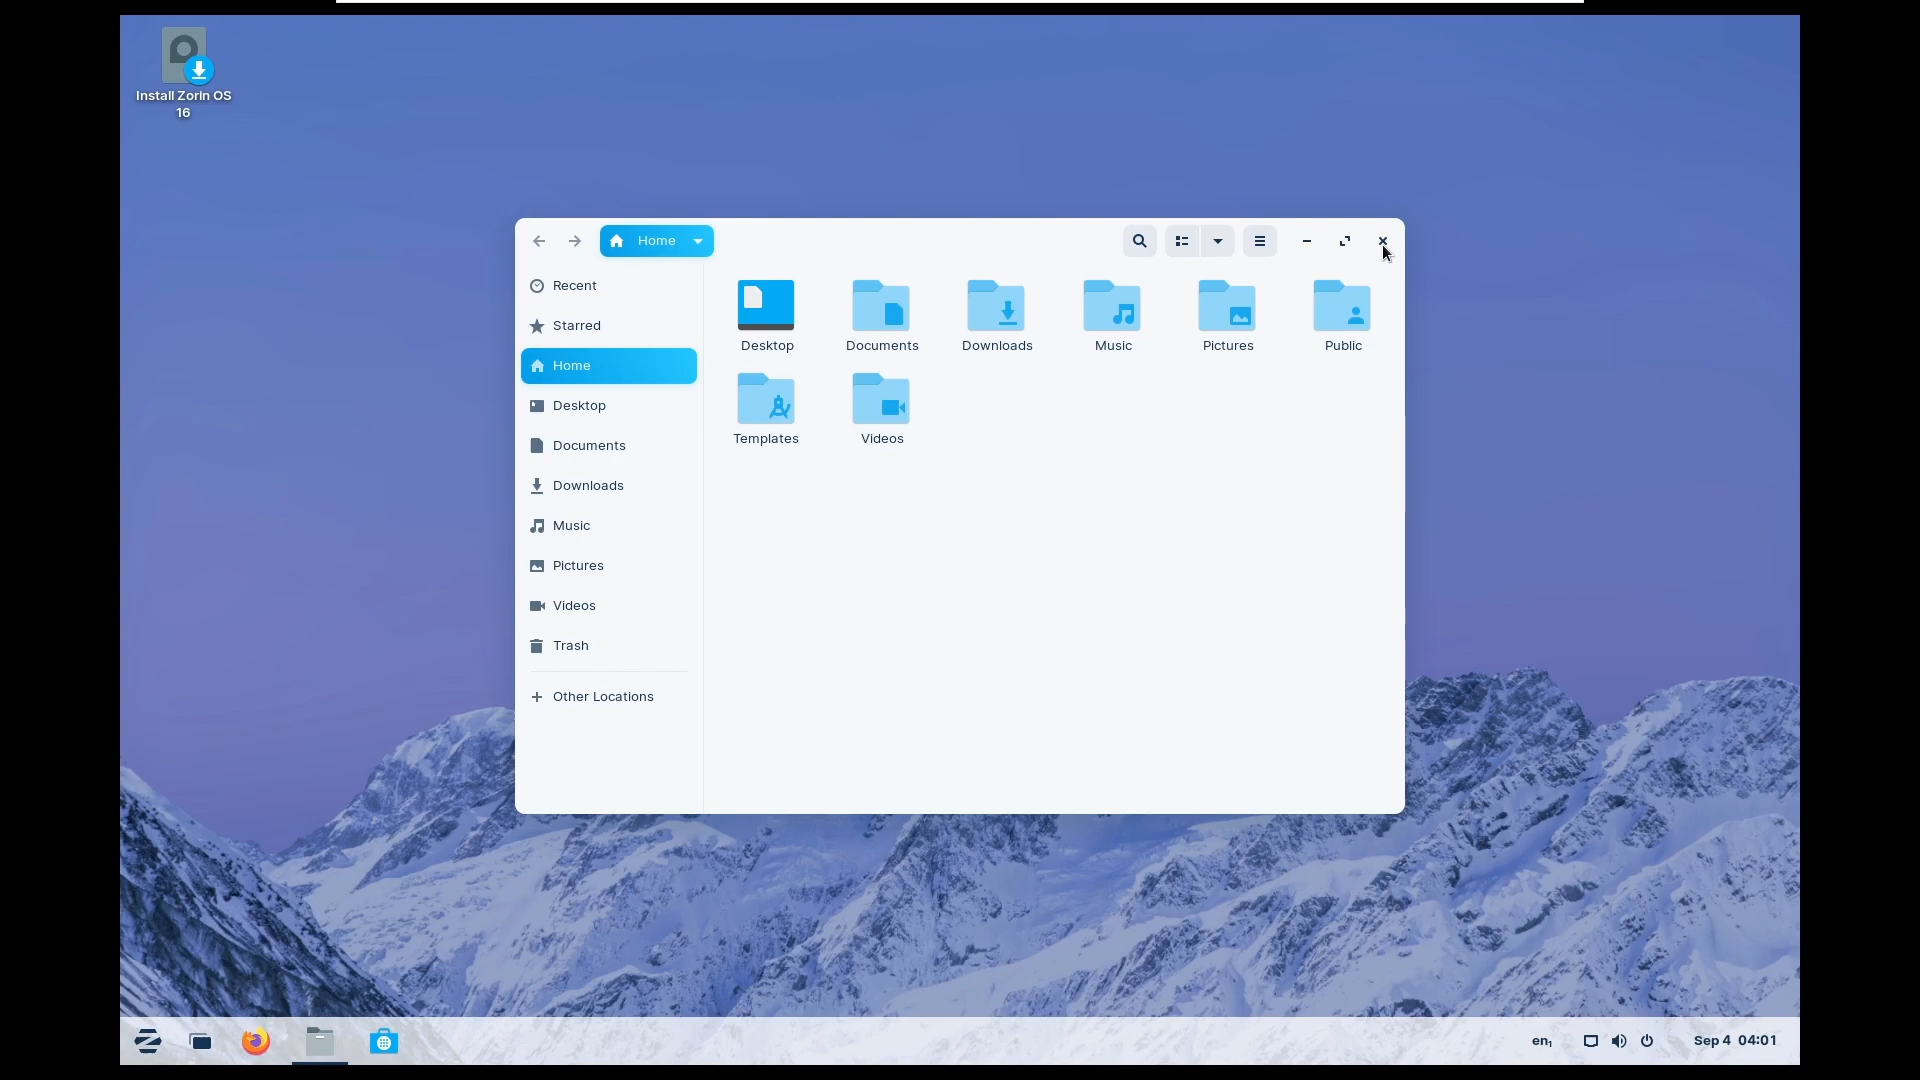 Install Zorin OS
16
Home
Recent
Starred
Home
Desktop
Documents
Downloads
Music
Pictures
Videos
Trash
Other Locations
Desktop Documents Downloads Music Pictures Public
Templates Videos
en₁ Sep 4 04:01